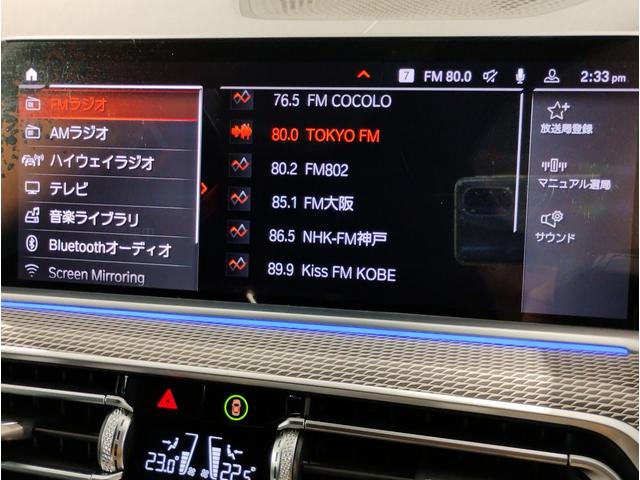 7 FM 80.0 2:33 pm
FMラジオ
AMラジオ
ハイウェイラジオ
テレビ
音楽ライブラリ
Bluetoothオーディオ
Screen Mirroring
76.5 FM COCOLO
80.0 TOKYO FM
80.2 FM802
85.1 FM大阪
86.5 NHK-FM神戸
89.9 Kiss FM KOBE
放送局登録
マニュアル選局
サウンド
23.0° 22.5°